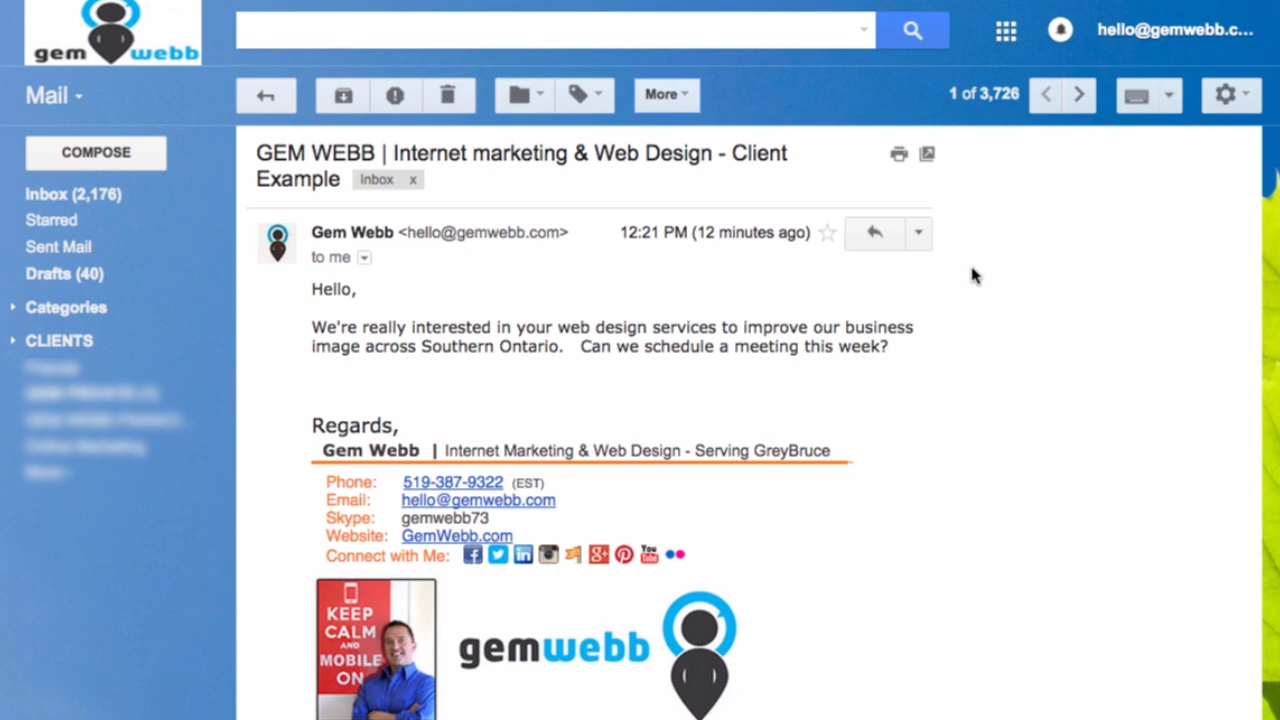 gem webb
hello@gemwebb.c...
Mail
More
1 of 3,726
COMPOSE
Inbox (2,176)
Starred
Sent Mail
Drafts (40)
Categories
CLIENTS
GEM WEBB | Internet marketing & Web Design - Client
Example Inbox x
Gem Webb <hello@gemwebb.com> 12:21 PM (12 minutes ago)
to me
Hello,
We're really interested in your web design services to improve our business
image across Southern Ontario. Can we schedule a meeting this week?
Regards,
Gem Webb | Internet Marketing & Web Design - Serving GreyBruce
Phone: 519-387-9322 (EST)
Email: hello@gemwebb.com
Skype: gemwebb73
Website: GemWebb.com
Connect with Me: f in g+ You Tube
KEEP
CALM
AND
MOBILE
ON
gemwebb